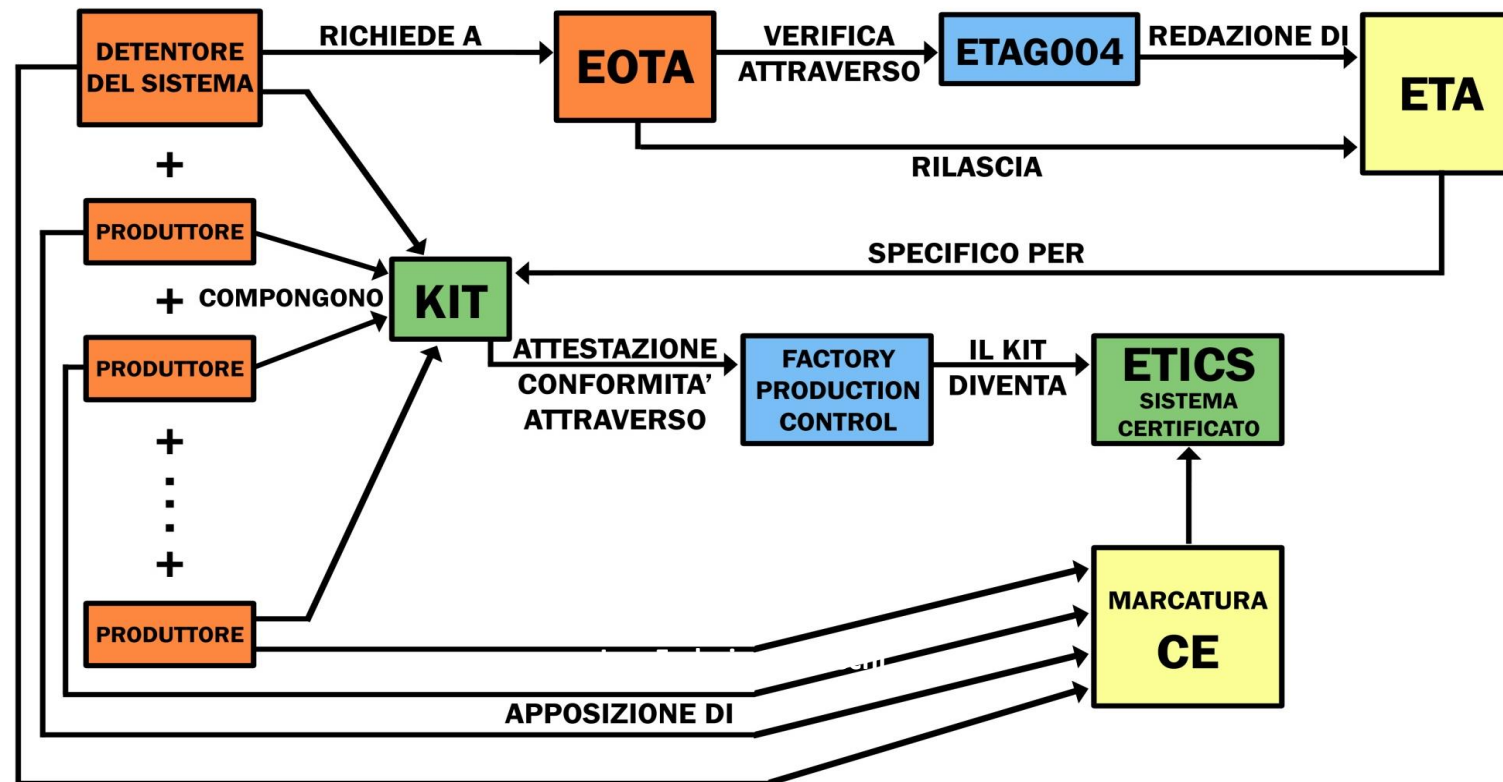 DETENTORE
DEL SISTEMA
RICHIEDE A
EOTA
VERIFICA
ATTRAVERSO
ETAG004
REDAZIONE DI
ETA
RILASCIA
+
PRODUTTORE
SPECIFICO PER
+ COMPONGONO
KIT
PRODUTTORE
ATTESTAZIONE
CONFORMITA'
ATTRAVERSO
FACTORY
PRODUCTION
CONTROL
IL KIT
DIVENTA
ETICS
SISTEMA
CERTIFICATO
+
+
PRODUTTORE
MARCATURA
CE
APPOSIZIONE DI